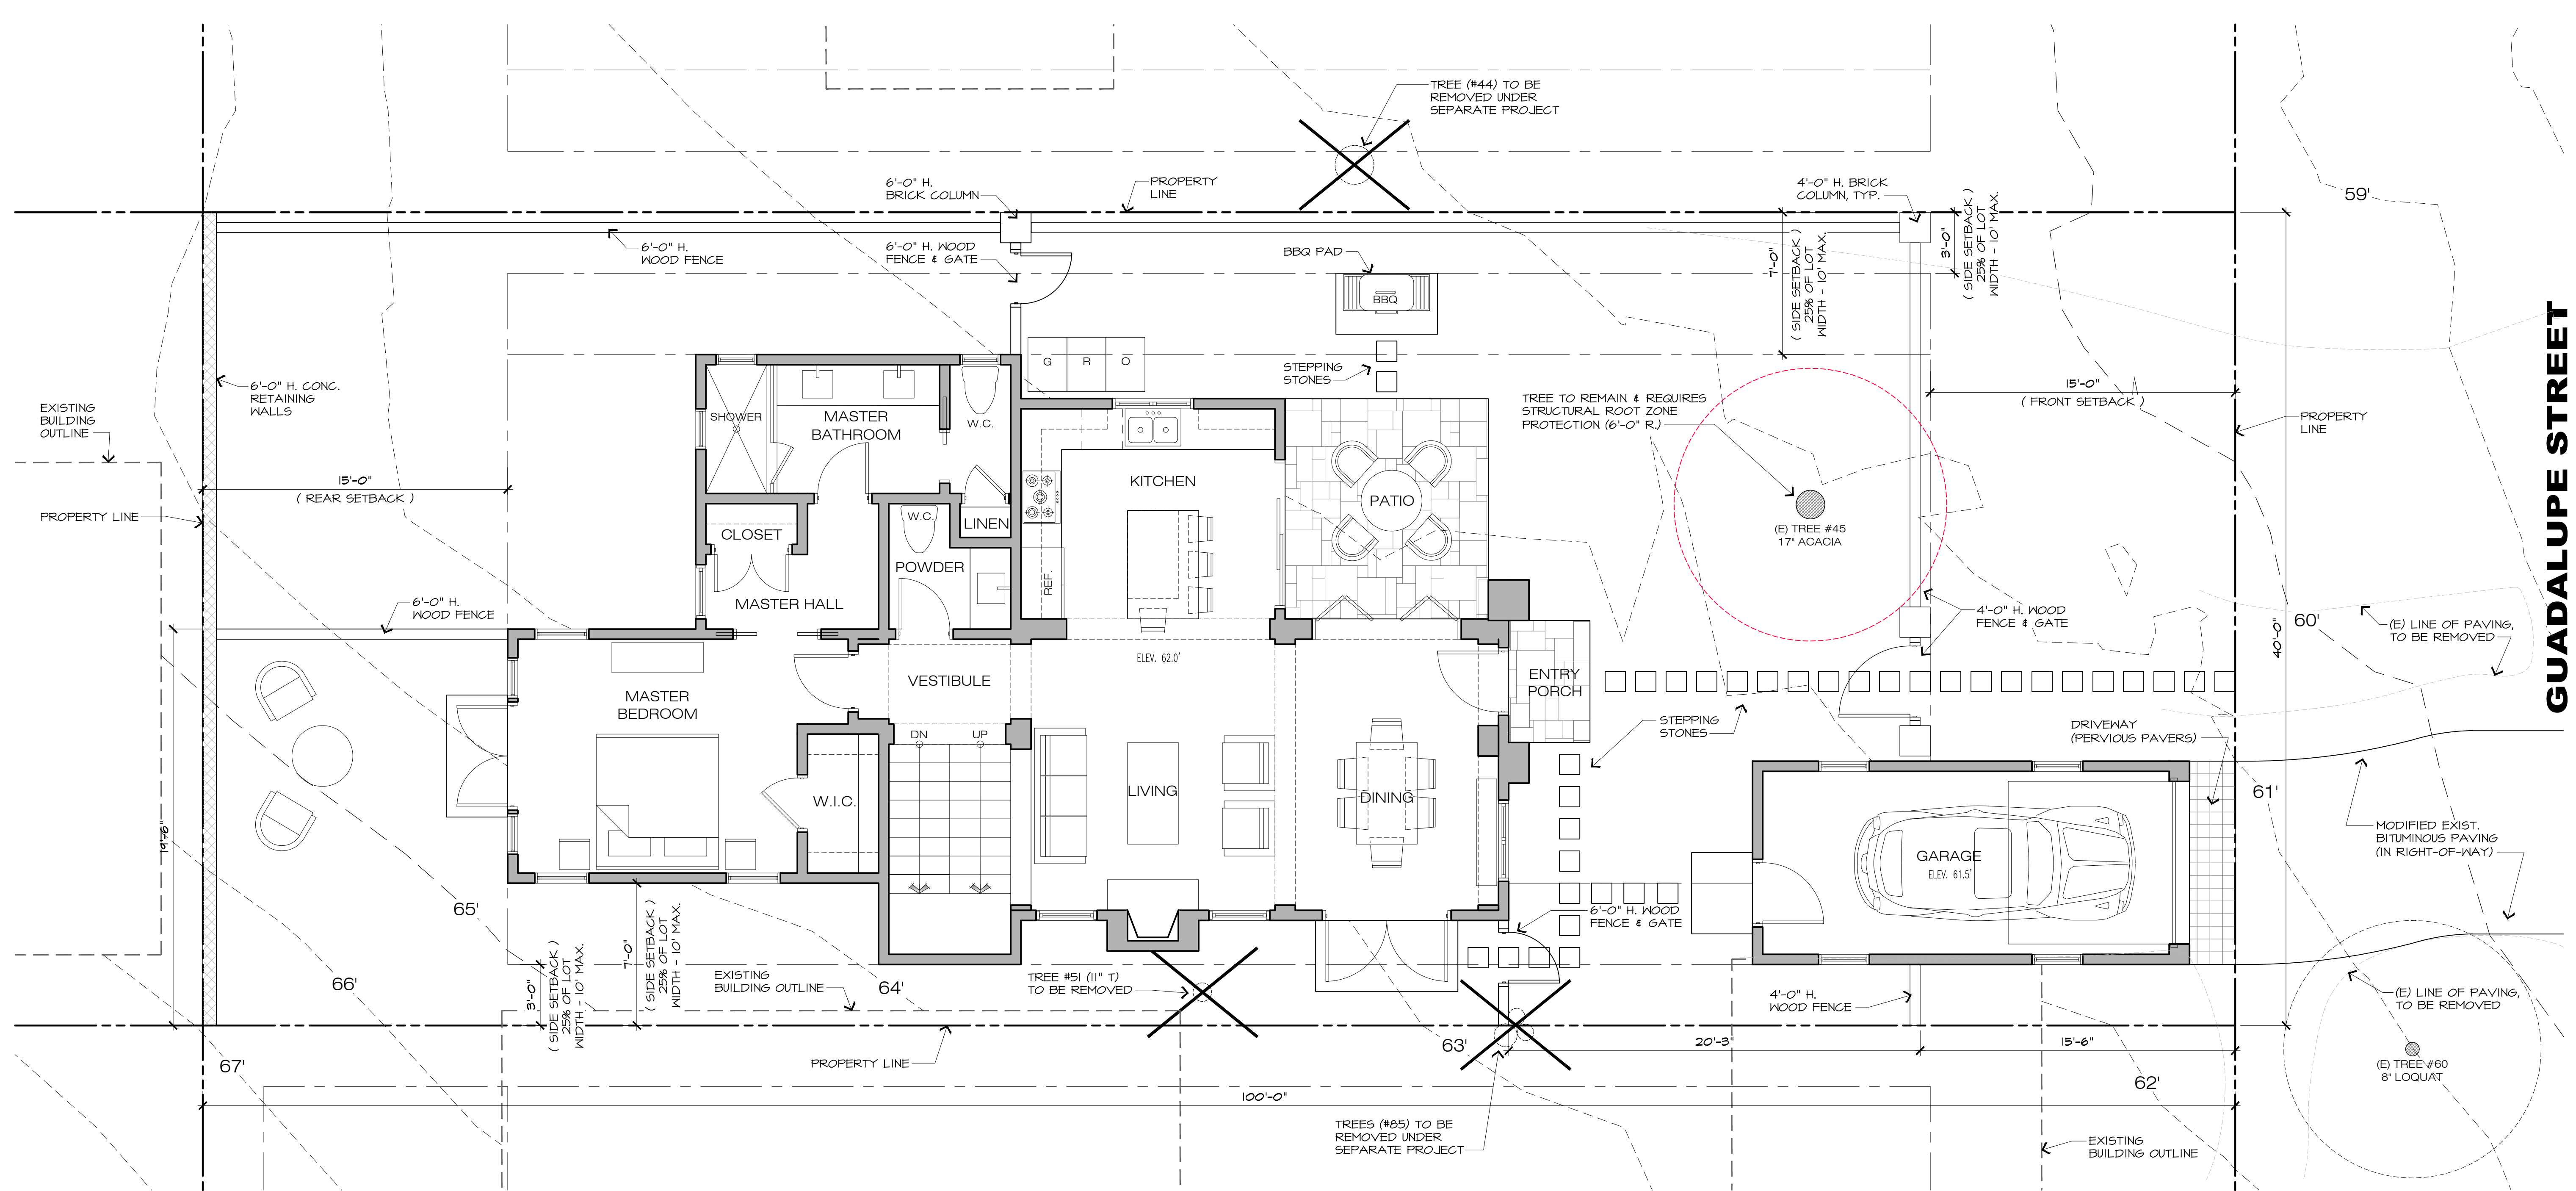 TREE (#44) TO BE
REMOVED UNDER
SEPARATE PROJECT
6'-0" H.
BRICK COLUMN
PROPERTY
LINE
4'-0" H. BRICK
COLUMN, TYP.
59'
6'-0" H.
WOOD FENCE
6'-0" H. WOOD
FENCE & GATE
BBQ PAD
BBQ
7'-0"
( SIDE SETBACK )
25% OF LOT
WIDTH - 10' MAX.
3'-0"
( SIDE SETBACK )
25% OF LOT
WIDTH - 10' MAX.
GUADALUPE STREET
G R O
STEPPING
STONES
6'-0" H. CONC.
RETAINING
WALLS
EXISTING
BUILDING
OUTLINE
15'-0"
( FRONT SETBACK )
PROPERTY
LINE
TREE TO REMAIN & REQUIRES
STRUCTURAL ROOT ZONE
PROTECTION (6'-0" R.)
SHOWER
MASTER
BATHROOM
W.C.
KITCHEN
PATIO
15'-0"
( REAR SETBACK )
PROPERTY LINE
CLOSET
W.C.
LINEN
(E) TREE #45
17" ACACIA
POWDER
REF.
MASTER HALL
6'-0" H.
WOOD FENCE
4'-0" H. WOOD
FENCE & GATE
60'
(E) LINE OF PAVING,
TO BE REMOVED
40'-0"
ELEV. 62.0'
VESTIBULE
ENTRY
PORCH
MASTER
BEDROOM
STEPPING
STONES
DRIVEWAY
(PERVIOUS PAVERS)
DN
UP
LIVING
DINING
W.I.C.
61'
MODIFIED EXIST.
BITUMINOUS PAVING
(IN RIGHT-OF-WAY)
19'-6"
GARAGE
ELEV. 61.5'
65'
6'-0" H. WOOD
FENCE & GATE
3'-0"
( SIDE SETBACK )
25% OF LOT
WIDTH - 10' MAX.
7'-0"
( SIDE SETBACK )
25% OF LOT
WIDTH - 10' MAX.
66'
EXISTING
BUILDING OUTLINE
64'
TREE #51 (11" T.)
TO BE REMOVED
4'-0" H.
WOOD FENCE
(E) LINE OF PAVING,
TO BE REMOVED
67'
PROPERTY LINE
63'
20'-3"
15'-6"
62'
(E) TREE #60
8" LOQUAT
100'-0"
TREES (#85) TO BE
REMOVED UNDER
SEPARATE PROJECT
EXISTING
BUILDING OUTLINE